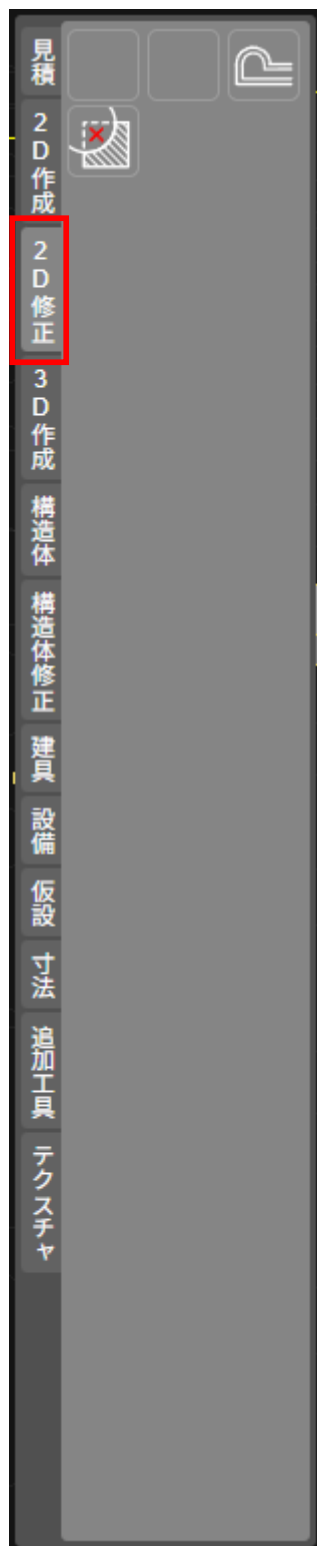 見積
2D作成
2D修正
3D作成
構造体
構造体修正
建具
設備
仮設
寸法
追加工具
テクスチャ